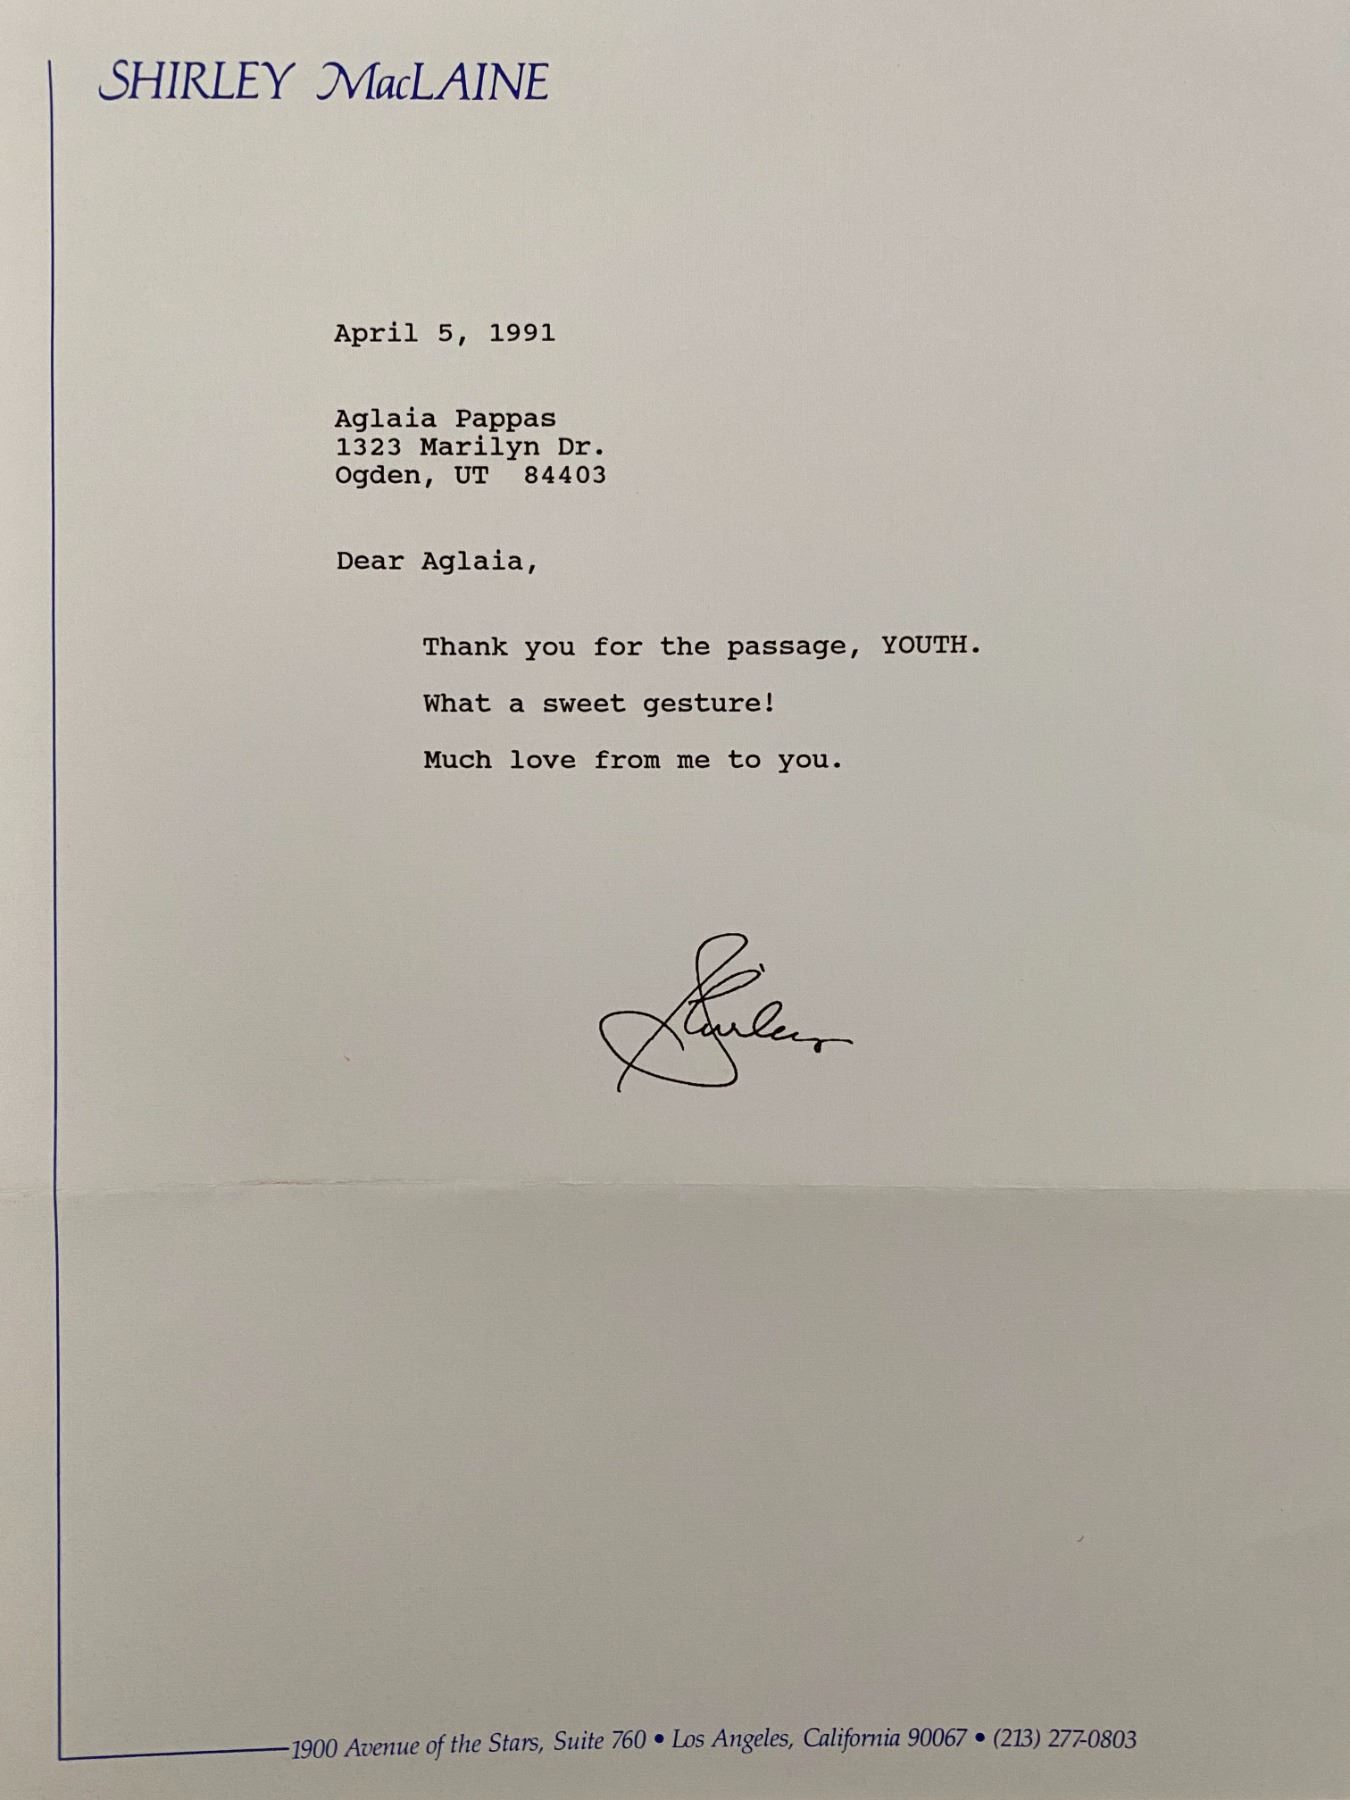 SHIRLEY MacLAINE
April 5, 1991
Aglaia Pappas
1323 Marilyn Dr.
Ogden, UT 84403
Dear Aglaia,
Thank you for the passage, YOUTH.
What a sweet gesture!
Much love from me to you.
Shirley
1900 Avenue of the Stars, Suite 760 • Los Angeles, California 90067 • (213) 277-0803